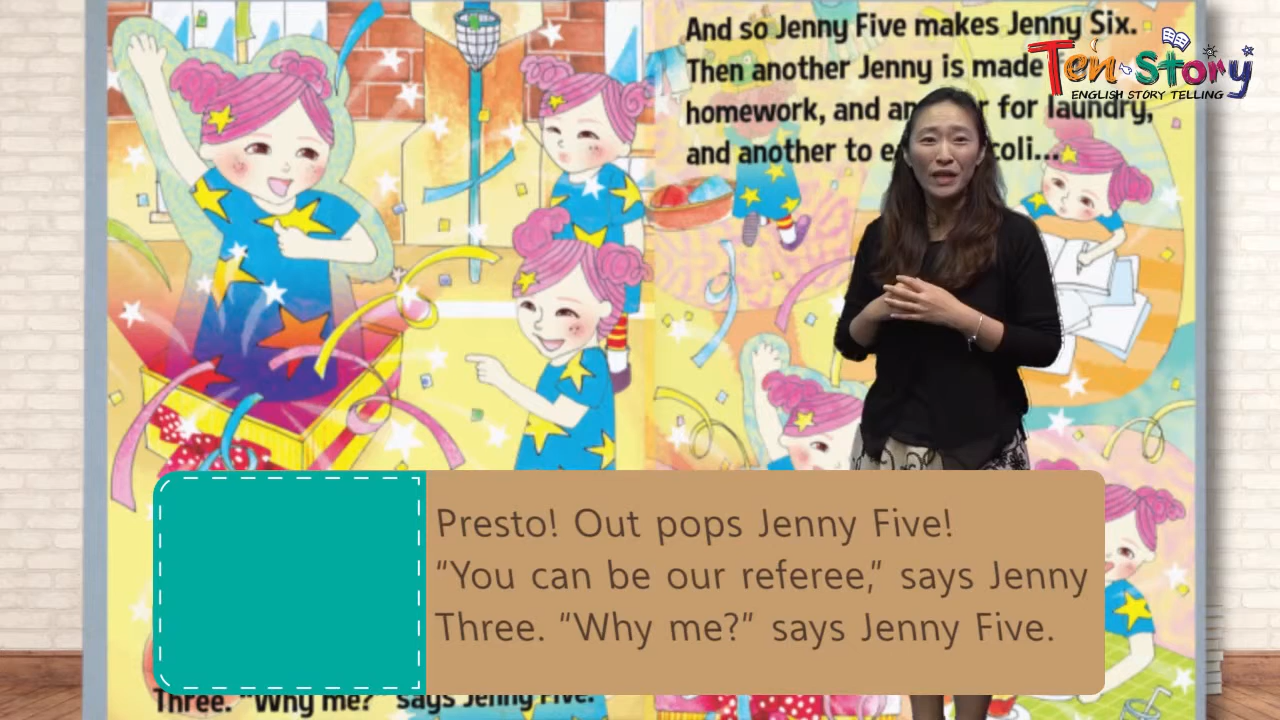 And so Jenny Five makes Jenny Six.
Then another Jenny is made
homework, and for laundry,
and another to
Ten Story
ENGLISH STORY TELLING
Presto! Out pops Jenny Five!
“You can be our referee,” says Jenny
Three. “Why me?” says Jenny Five.
Three. “Why me?” says Jenny Five.